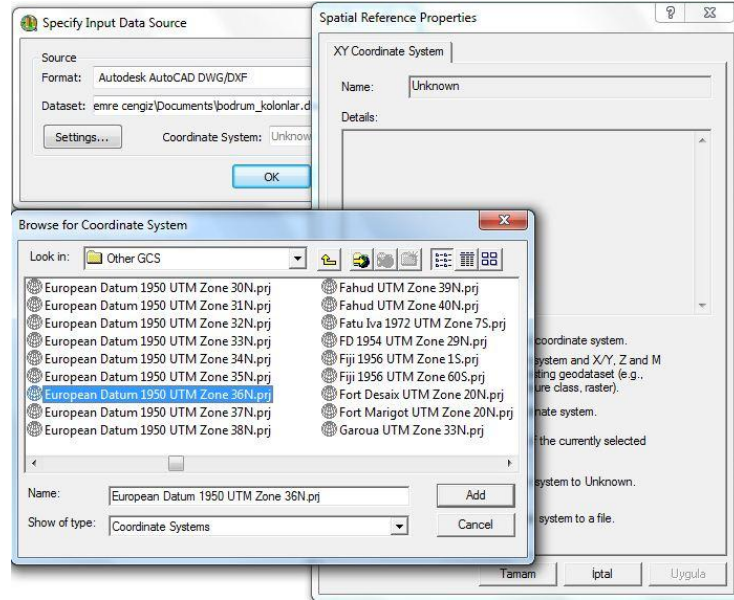 Specify Input Data Source
Source
Format: Autodesk AutoCAD DWG/DXF
Dataset: emre cengiz\Documents\bodrum_kolonlar.d
Settings... Coordinate System: Unknow
OK
Spatial Reference Properties
XY Coordinate System
Name: Unknown
Details:
Browse for Coordinate System
Look in: Other GCS
European Datum 1950 UTM Zone 30N.prj
European Datum 1950 UTM Zone 31N.prj
European Datum 1950 UTM Zone 32N.prj
European Datum 1950 UTM Zone 33N.prj
European Datum 1950 UTM Zone 34N.prj
European Datum 1950 UTM Zone 35N.prj
European Datum 1950 UTM Zone 36N.prj
European Datum 1950 UTM Zone 37N.prj
European Datum 1950 UTM Zone 38N.prj
Fahud UTM Zone 39N.prj
Fahud UTM Zone 40N.prj
Fatu Iva 1972 UTM Zone 7S.prj
FD 1954 UTM Zone 29N.prj
Fiji 1956 UTM Zone 1S.prj
Fiji 1956 UTM Zone 60S.prj
Fort Desaix UTM Zone 20N.prj
Fort Marigot UTM Zone 20N.prj
Garoua UTM Zone 33N.prj
Name: European Datum 1950 UTM Zone 36N.prj
Add
Show of type: Coordinate Systems
Cancel
coordinate system.
system and X/Y, Z and M
sting geodataset (e.g.,
ure class, raster).
nate system.
f the currently selected
system to Unknown.
system to a file.
Tamam İptal Uygula